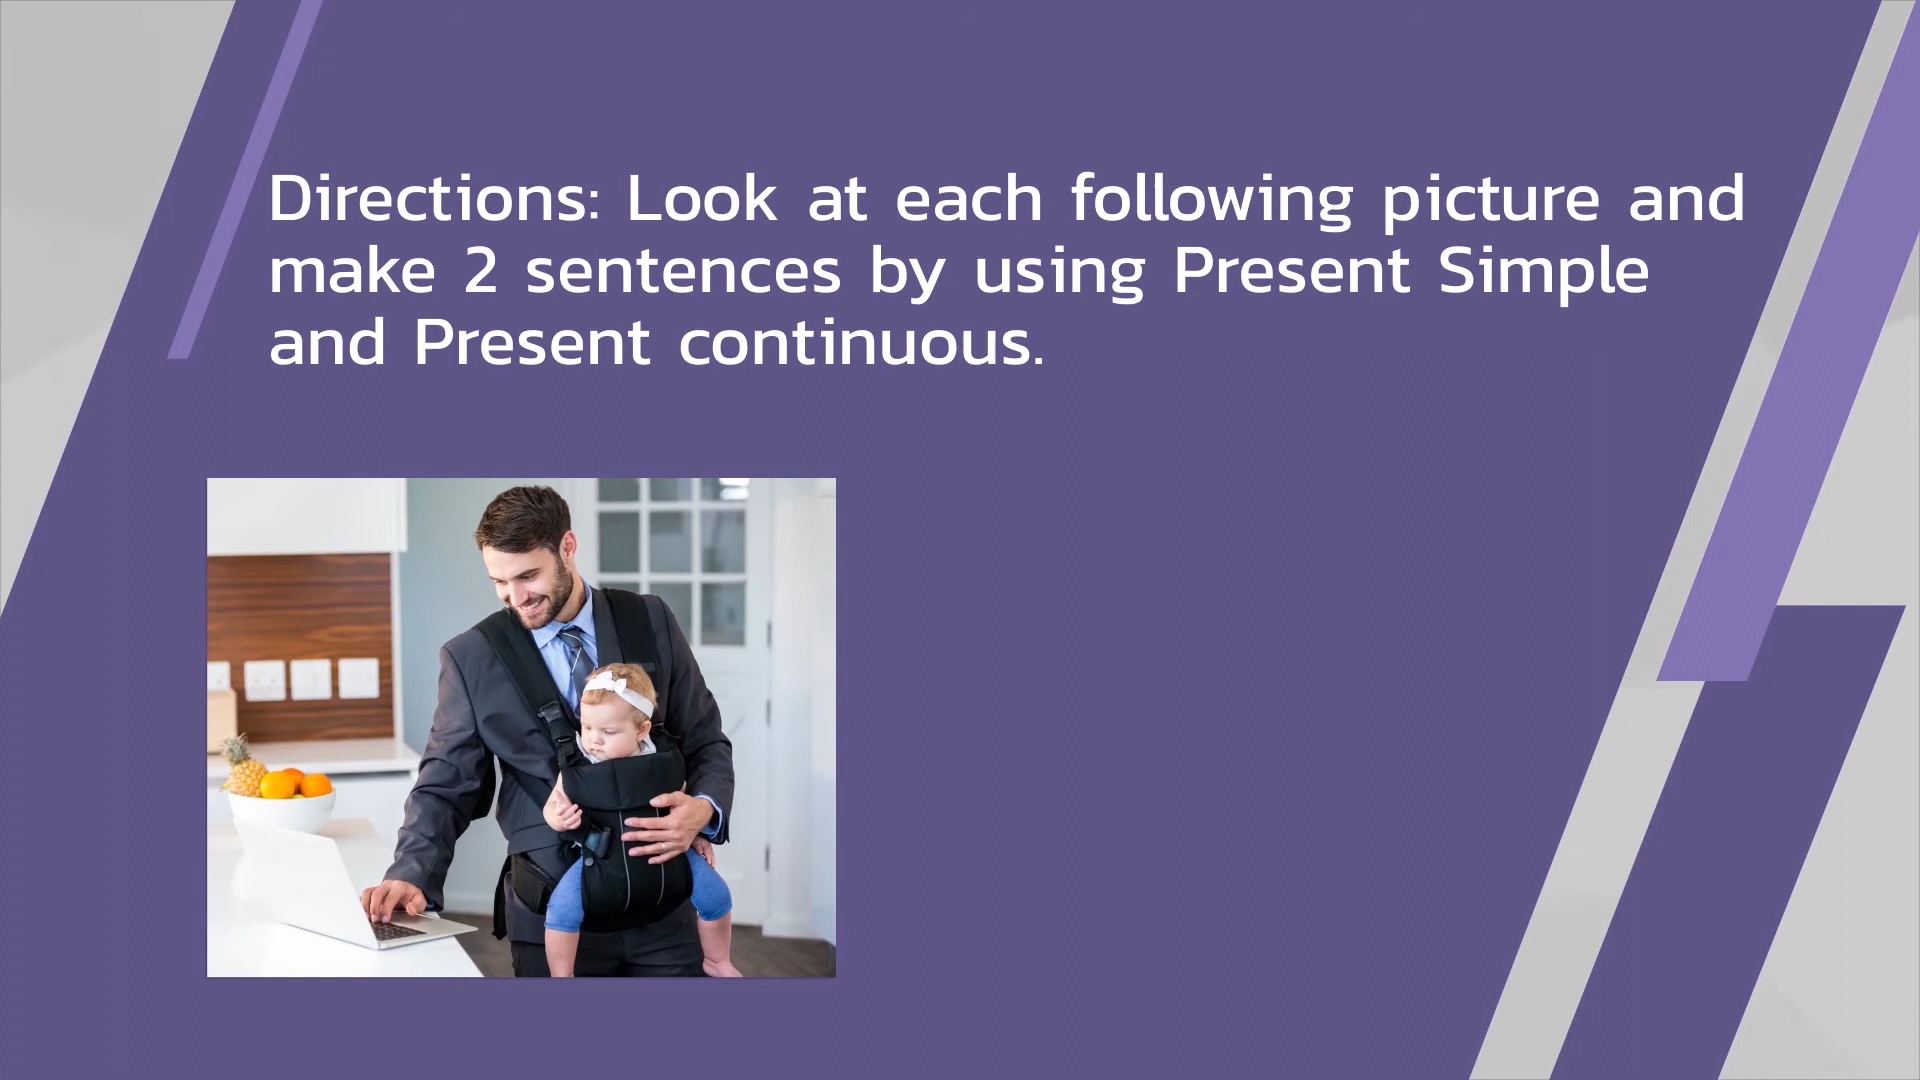 Directions: Look at each following picture and
make 2 sentences by using Present Simple
and Present continuous.